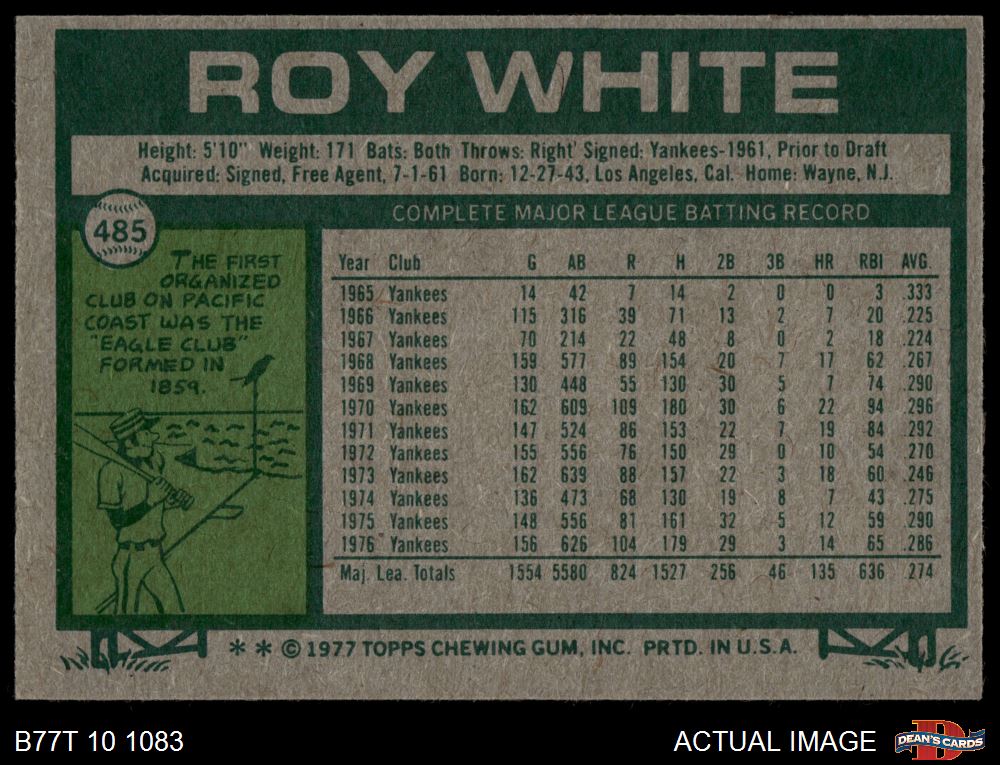 ROY WHITE
Height: 5'10" Weight: 171 Bats: Both Throws: Right' Signed: Yankees-1961, Prior to Draft
Acquired: Signed, Free Agent, 7-1-61 Born: 12-27-43, Los Angeles, Cal. Home: Wayne, N.J.
485
COMPLETE MAJOR LEAGUE BATTING RECORD
THE FIRST
ORGANIZED
CLUB ON PACIFIC
COAST WAS THE
"EAGLE CLUB"
FORMED IN
1859.
Year Club G AB R H 2B 3B HR RBI AVG.
1965 Yankees 14 42 7 14 2 0 0 3 .333
1966 Yankees 115 316 39 71 13 2 7 20 .225
1967 Yankees 70 214 22 48 8 0 2 18 .224
1968 Yankees 159 577 89 154 20 7 17 62 .267
1969 Yankees 130 448 55 130 30 5 7 74 .290
1970 Yankees 162 609 109 180 30 6 22 94 .296
1971 Yankees 147 524 86 153 22 7 19 84 .292
1972 Yankees 155 556 76 150 29 0 10 54 .270
1973 Yankees 162 639 88 157 22 3 18 60 .246
1974 Yankees 136 473 68 130 19 8 7 43 .275
1975 Yankees 148 556 81 161 32 5 12 59 .290
1976 Yankees 156 626 104 179 29 3 14 65 .286
Maj. Lea. Totals 1554 5580 824 1527 256 46 135 636 .274
** © 1977 TOPPS CHEWING GUM, INC. PRTD. IN U.S.A.
B77T 10 1083
ACTUAL IMAGE
DEAN'S CARDS